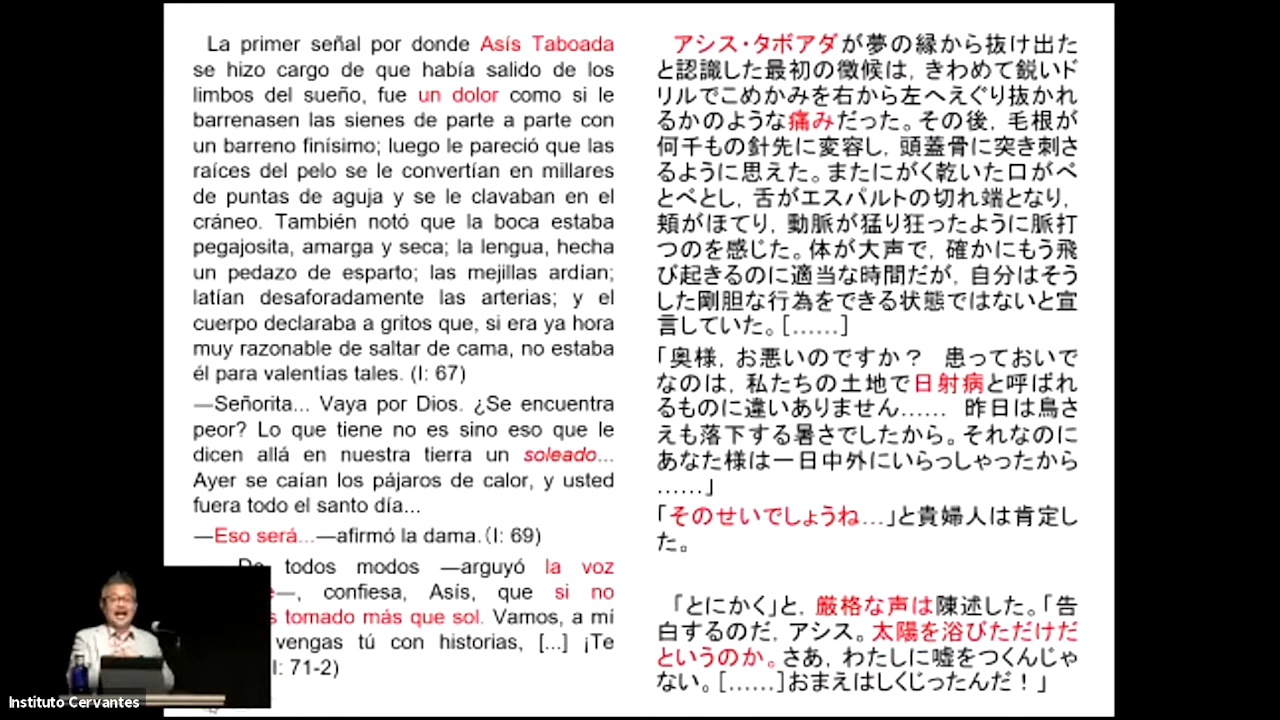 La primer señal por donde Asís Taboada
se hizo cargo de que había salido de los
limbos del sueño, fue un dolor como si le
barrenasen las sienes de parte a parte con
un barreno finísimo; luego le pareció que las
raíces del pelo se le convertían en millares
de puntas de aguja y se le clavaban en el
cráneo. También notó que la boca estaba
pegajosita, amarga y seca; la lengua, hecha
un pedazo de esparto; las mejillas ardían;
latían desaforadamente las arterias; y el
cuerpo declaraba a gritos que, si era ya hora
muy razonable de saltar de cama, no estaba
él para valentías tales. (I: 67)
—Señorita... Vaya por Dios. ¿Se encuentra
peor? Lo que tiene no es sino eso que le
dicen allá en nuestra tierra un soleado...
Ayer se caían los pájaros de calor, y usted
fuera todo el santo día...
—Eso será...—afirmó la dama.(I: 69)
todos modos —arguyó la voz
—, confiesa, Asís, que si no
tomado más que sol. Vamos, a mí
vengas tú con historias, [...] ¡Te
I: 71-2)
アシス・タボアダが夢の縁から抜け出た
と認識した最初の徴候は，きわめて鋭いド
リルでこめかみを右から左へえぐり抜かれ
るかのような痛みだった。その後，毛根が
何千もの針先に変容し，頭蓋骨に突き刺さ
るように思えた。またにがく乾いた口がべ
とべとし，舌がエスパルトの切れ端となり，
頬がほてり，動脈が猛り狂ったように脈打
つのを感じた。体が大声で，確かにもう飛
び起きるのに適当な時間だが，自分はそう
した剛胆な行為をできる状態ではないと宣
言していた。[……]
「奥様，お悪いのですか？　患っておいで
なのは，私たちの土地で日射病と呼ばれ
るものに違いありません……　昨日は鳥さ
えも落下する暑さでしたから。それなのに
あなた様は一日中外にいらっしゃったから
……」
「そのせいでしょうね…」と貴婦人は肯定し
た。
「とにかく」と，厳格な声は陳述した。「告
白するのだ，アシス。太陽を浴びただけだ
というのか。さあ，わたしに嘘をつくんじゃ
ない。[……]おまえはしくじったんだ！」
Instituto Cervantes